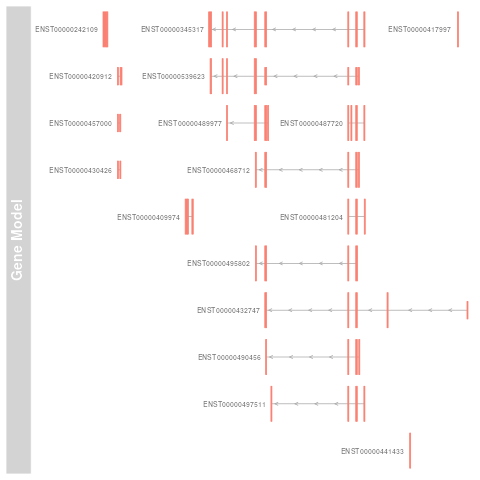 Gene Model
ENST00000242109
ENST00000345317
ENST00000417997
ENST00000420912
ENST00000539623
ENST00000457000
ENST00000489977
ENST00000487720
ENST00000430426
ENST00000468712
ENST00000409974
ENST00000481204
ENST00000495802
ENST00000432747
ENST00000490456
ENST00000497511
ENST00000441433